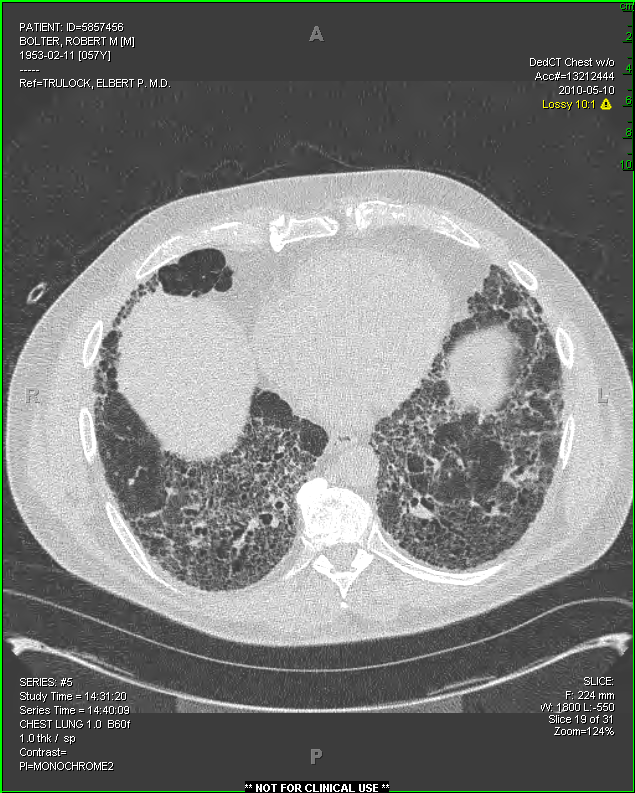 PATIENT: ID=5857456
BOLTER, ROBERT M [M]
1953-02-11 [057Y]
-----
Ref=TRULOCK, ELBERT P. M.D.
A
cm
2
4
6
8
10
DedCT Chest w/o
Acc#=13212444
2010-05-10
Lossy 10:1
R
L
SERIES: #5
Study Time = 14:31:20
Series Time = 14:40:09
CHEST LUNG 1.0 B60f
1.0 thk / sp
Contrast=
PI=MONOCHROME2
P
SLICE:
F: 224 mm
W: 1800 L:-550
Slice 19 of 31
Zoom=124%
** NOT FOR CLINICAL USE **